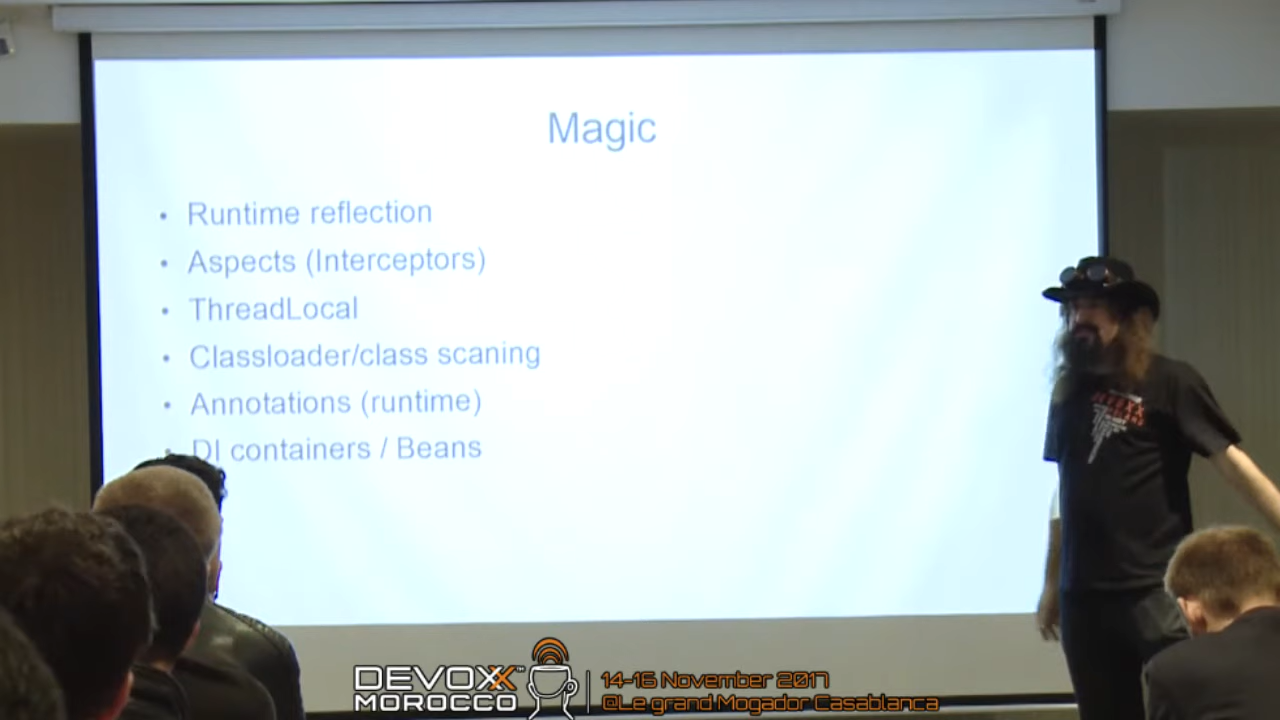 Magic
• Runtime reflection
• Aspects (Interceptors)
• ThreadLocal
• Classloader/class scaning
• Annotations (runtime)
• DI containers / Beans
DEVOXX™
MOROCCO
14-16 November 2017
@Le grand Mogador Casablanca